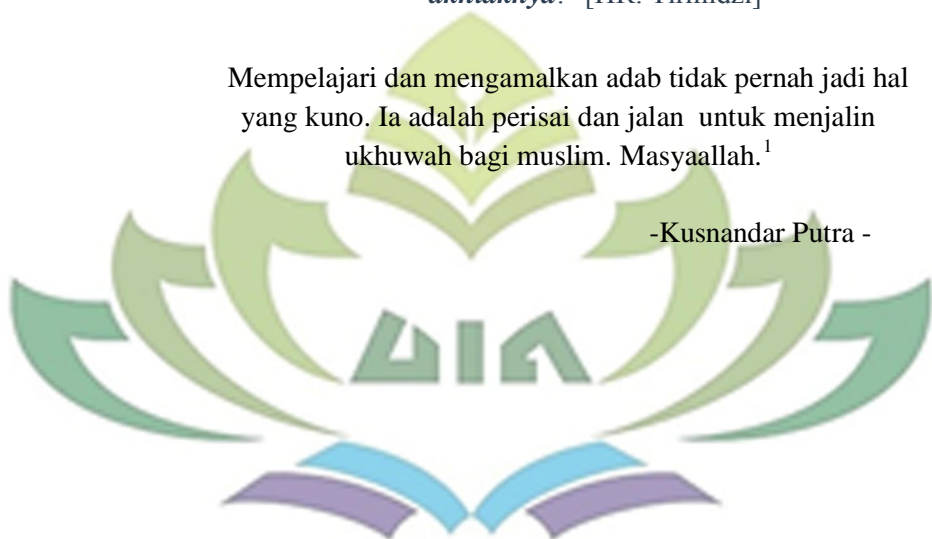 akhlaknya." [HR. Tirmidzi]
Mempelajari dan mengamalkan adab tidak pernah jadi hal
yang kuno. Ia adalah perisai dan jalan untuk menjalin
ukhuwah bagi muslim. Masyaallah.1
-Kusnandar Putra -
UIN